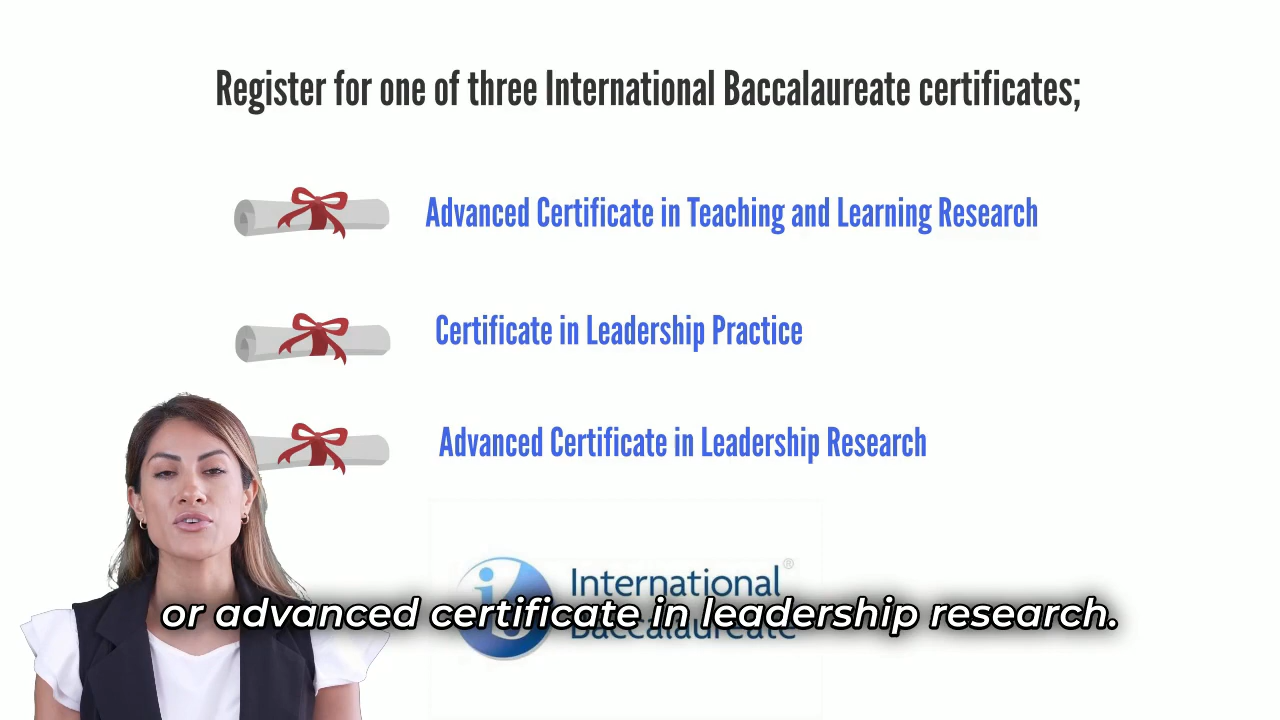 Register for one of three International Baccalaureate certificates;
Advanced Certificate in Teaching and Learning Research
Certificate in Leadership Practice
Advanced Certificate in Leadership Research
International
®
or advanced certificate in leadership research.
Baccalaureate